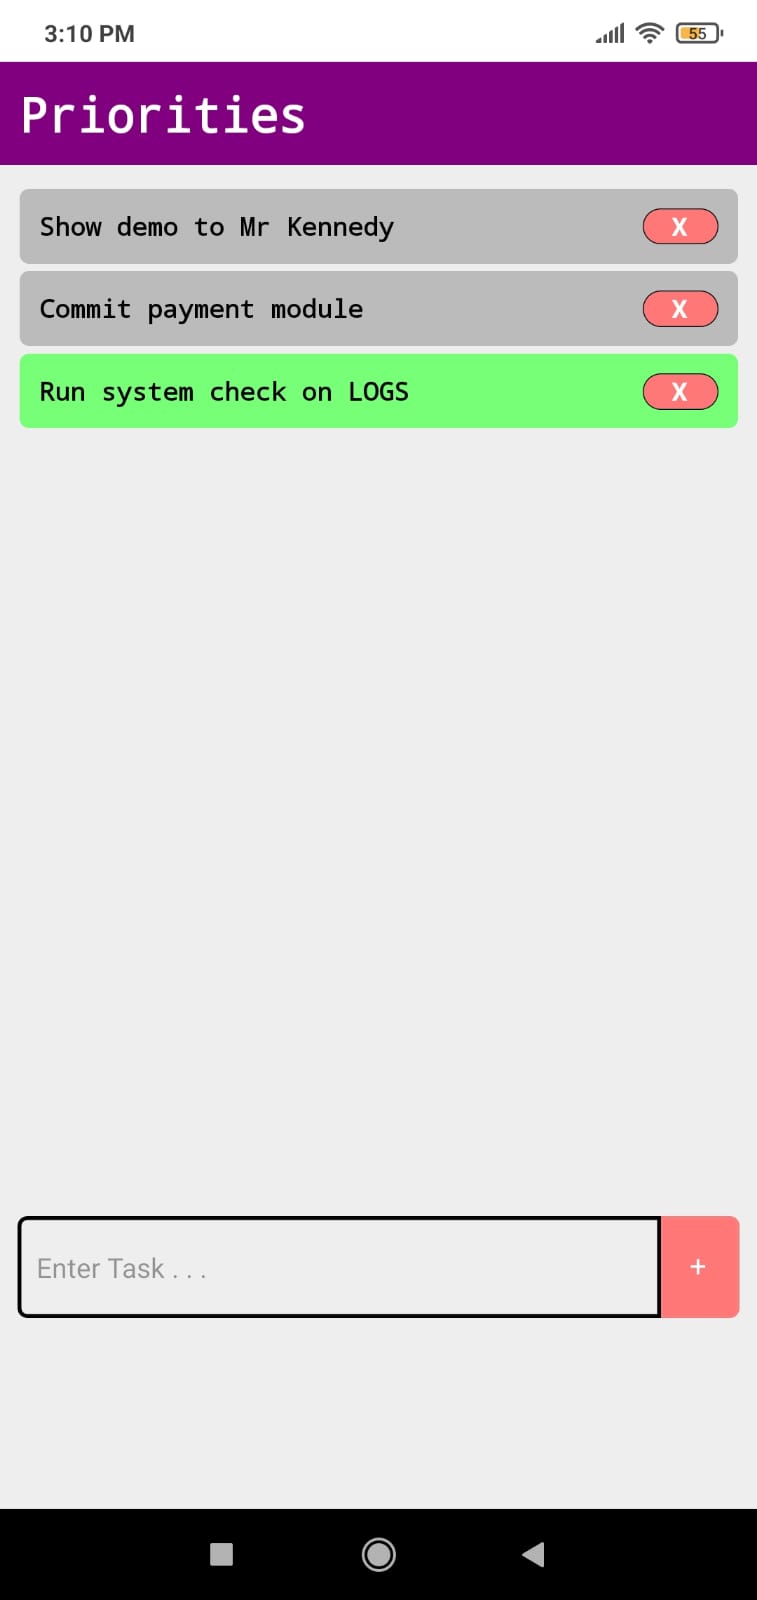 3:10 PM
55
Priorities
Show demo to Mr Kennedy
X
Commit payment module
X
Run system check on LOGS
X
Enter Task . . .
+